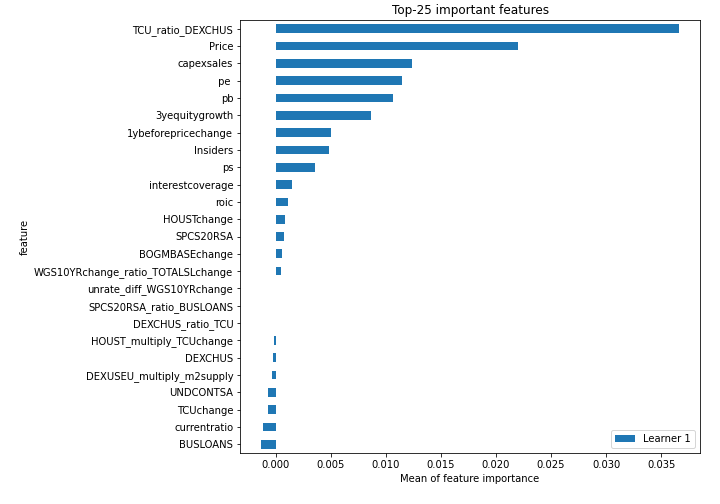 Top-25 important features
TCU_ratio_DEXCHUS
Price
capexsales
pe
pb
3yequitygrowth
1ybeforepricechange
Insiders
ps
interestcoverage
roic
HOUSTchange
SPCS20RSA
BOGMBASEchange
WGS10YRchange_ratio_TOTALSLchange
unrate_diff_WGS10YRchange
SPCS20RSA_ratio_BUSLOANS
DEXCHUS_ratio_TCU
HOUST_multiply_TCUchange
DEXCHUS
DEXUSEU_multiply_m2supply
UNDCONTSA
TCUchange
currentratio
BUSLOANS
feature
Learner 1
0.000 0.005 0.010 0.015 0.020 0.025 0.030 0.035
Mean of feature importance